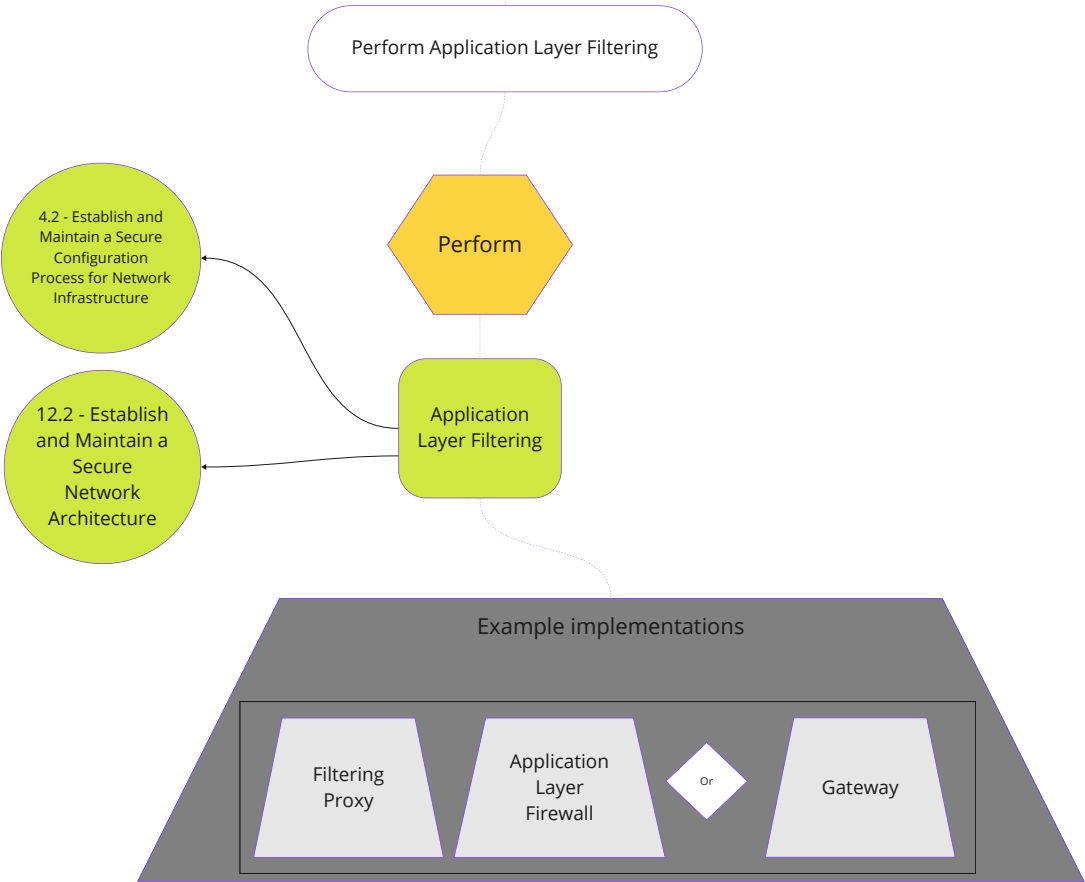 Perform Application Layer Filtering
Perform
4.2 - Establish and
Maintain a Secure
Configuration
Process for Network
Infrastructure
Application
Layer Filtering
12.2 - Establish
and Maintain a
Secure
Network
Architecture
Example implementations
Filtering
Proxy
Application
Layer
Firewall
Or
Gateway